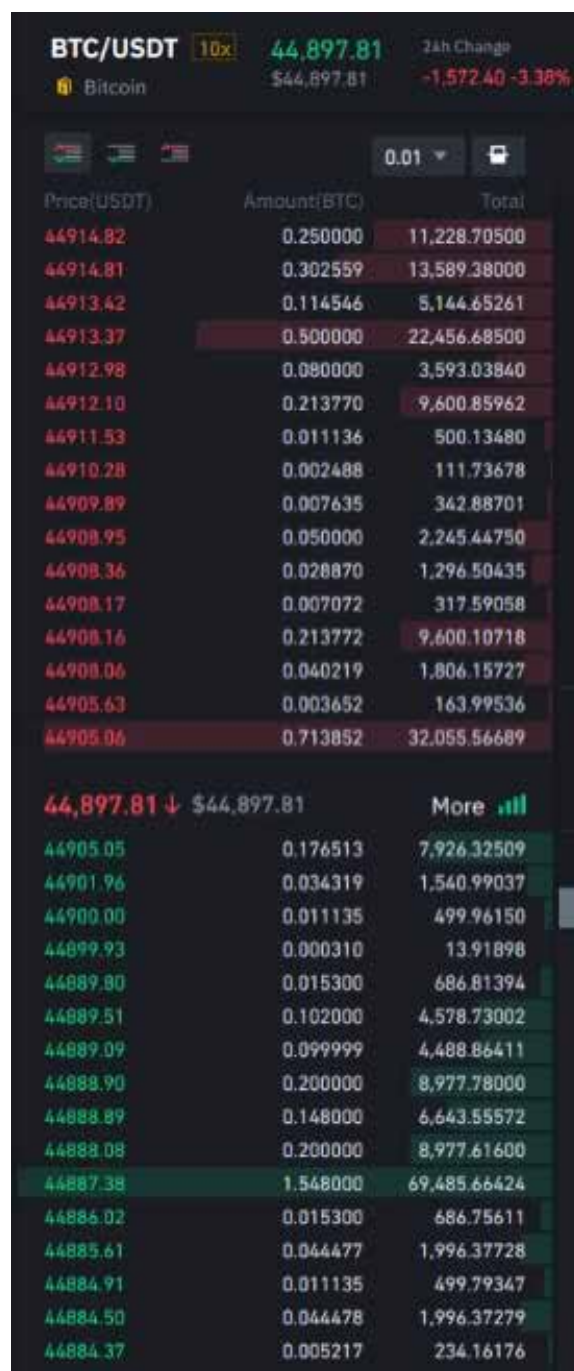 BTC/USDT 10x 44,897.81 24h Change
Bitcoin $44,897.81 -1,572.40 -3.38%
0.01
Price(USDT) Amount(BTC) Total
44914.82 0.250000 11,228.70500
44914.81 0.302559 13,589.38000
44913.42 0.114546 5,144.65261
44913.37 0.500000 22,456.68500
44912.98 0.080000 3,593.03840
44912.10 0.213770 9,600.85962
44911.53 0.011136 500.13480
44910.28 0.002488 111.73678
44909.89 0.007635 342.88701
44908.95 0.050000 2,245.44750
44908.36 0.028870 1,296.50435
44908.17 0.007072 317.59058
44908.16 0.213772 9,600.10718
44908.06 0.040219 1,806.15727
44905.63 0.003652 163.99536
44905.06 0.713852 32,055.56689
44,897.81↓ $44,897.81 More
44905.05 0.176513 7,926.32509
44901.96 0.034319 1,540.99037
44900.00 0.011135 499.96150
44899.93 0.000310 13.91898
44889.80 0.015300 686.81394
44889.51 0.102000 4,578.73002
44889.09 0.099999 4,488.86411
44888.90 0.200000 8,977.78000
44888.89 0.148000 6,643.55572
44888.08 0.200000 8,977.61600
44887.38 1.548000 69,485.66424
44886.02 0.015300 686.75611
44885.61 0.044477 1,996.37728
44884.91 0.011135 499.79347
44884.50 0.044478 1,996.37279
44884.37 0.005217 234.16176